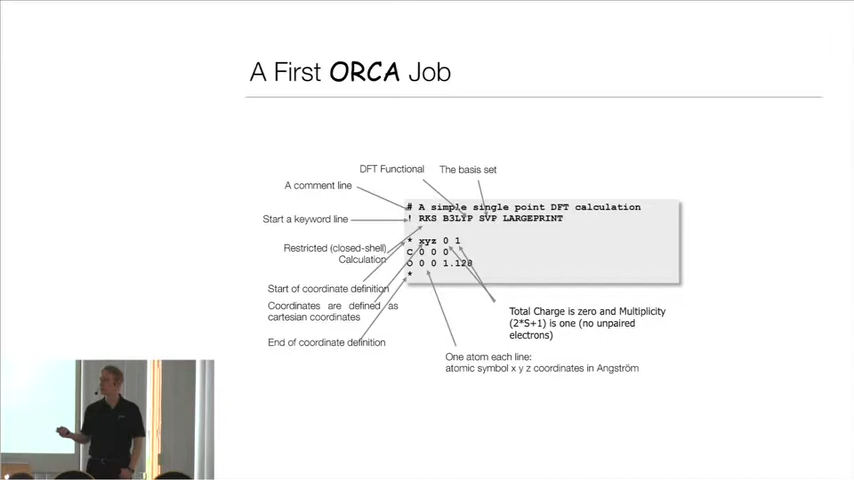 A First ORCA Job
DFT Functional The basis set
A comment line
# A simple single point DFT calculation
Start a keyword line
! RKS B3LYP SVP LARGEPRINT
* xyz 0 1
Restricted (closed-shell)
Calculation
C 0 0 0
O 0 0 1.128
*
Start of coordinate definition
Coordinates are defined as
cartesian coordinates
Total Charge is zero and Multiplicity
(2*S+1) is one (no unpaired
electrons)
End of coordinate definition
One atom each line:
atomic symbol x y z coordinates in Angström